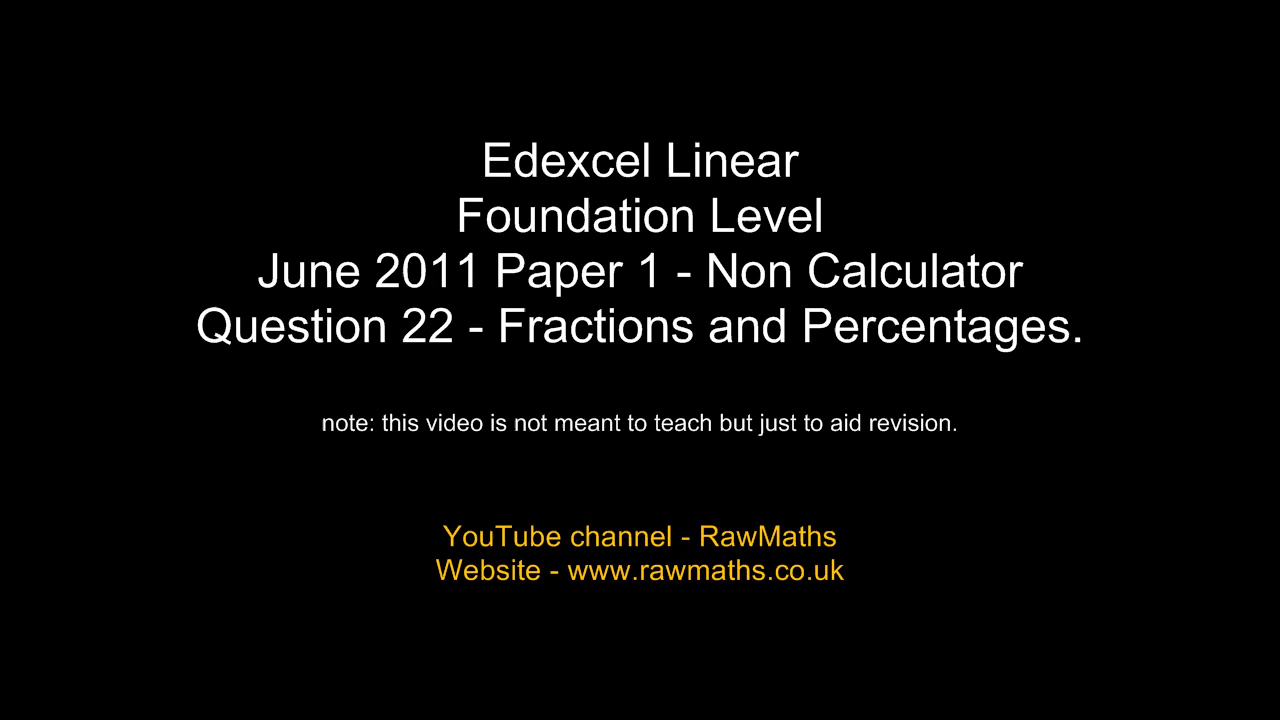 Edexcel Linear
Foundation Level
June 2011 Paper 1 - Non Calculator
Question 22 - Fractions and Percentages.
note: this video is not meant to teach but just to aid revision.
YouTube channel - RawMaths
Website - www.rawmaths.co.uk